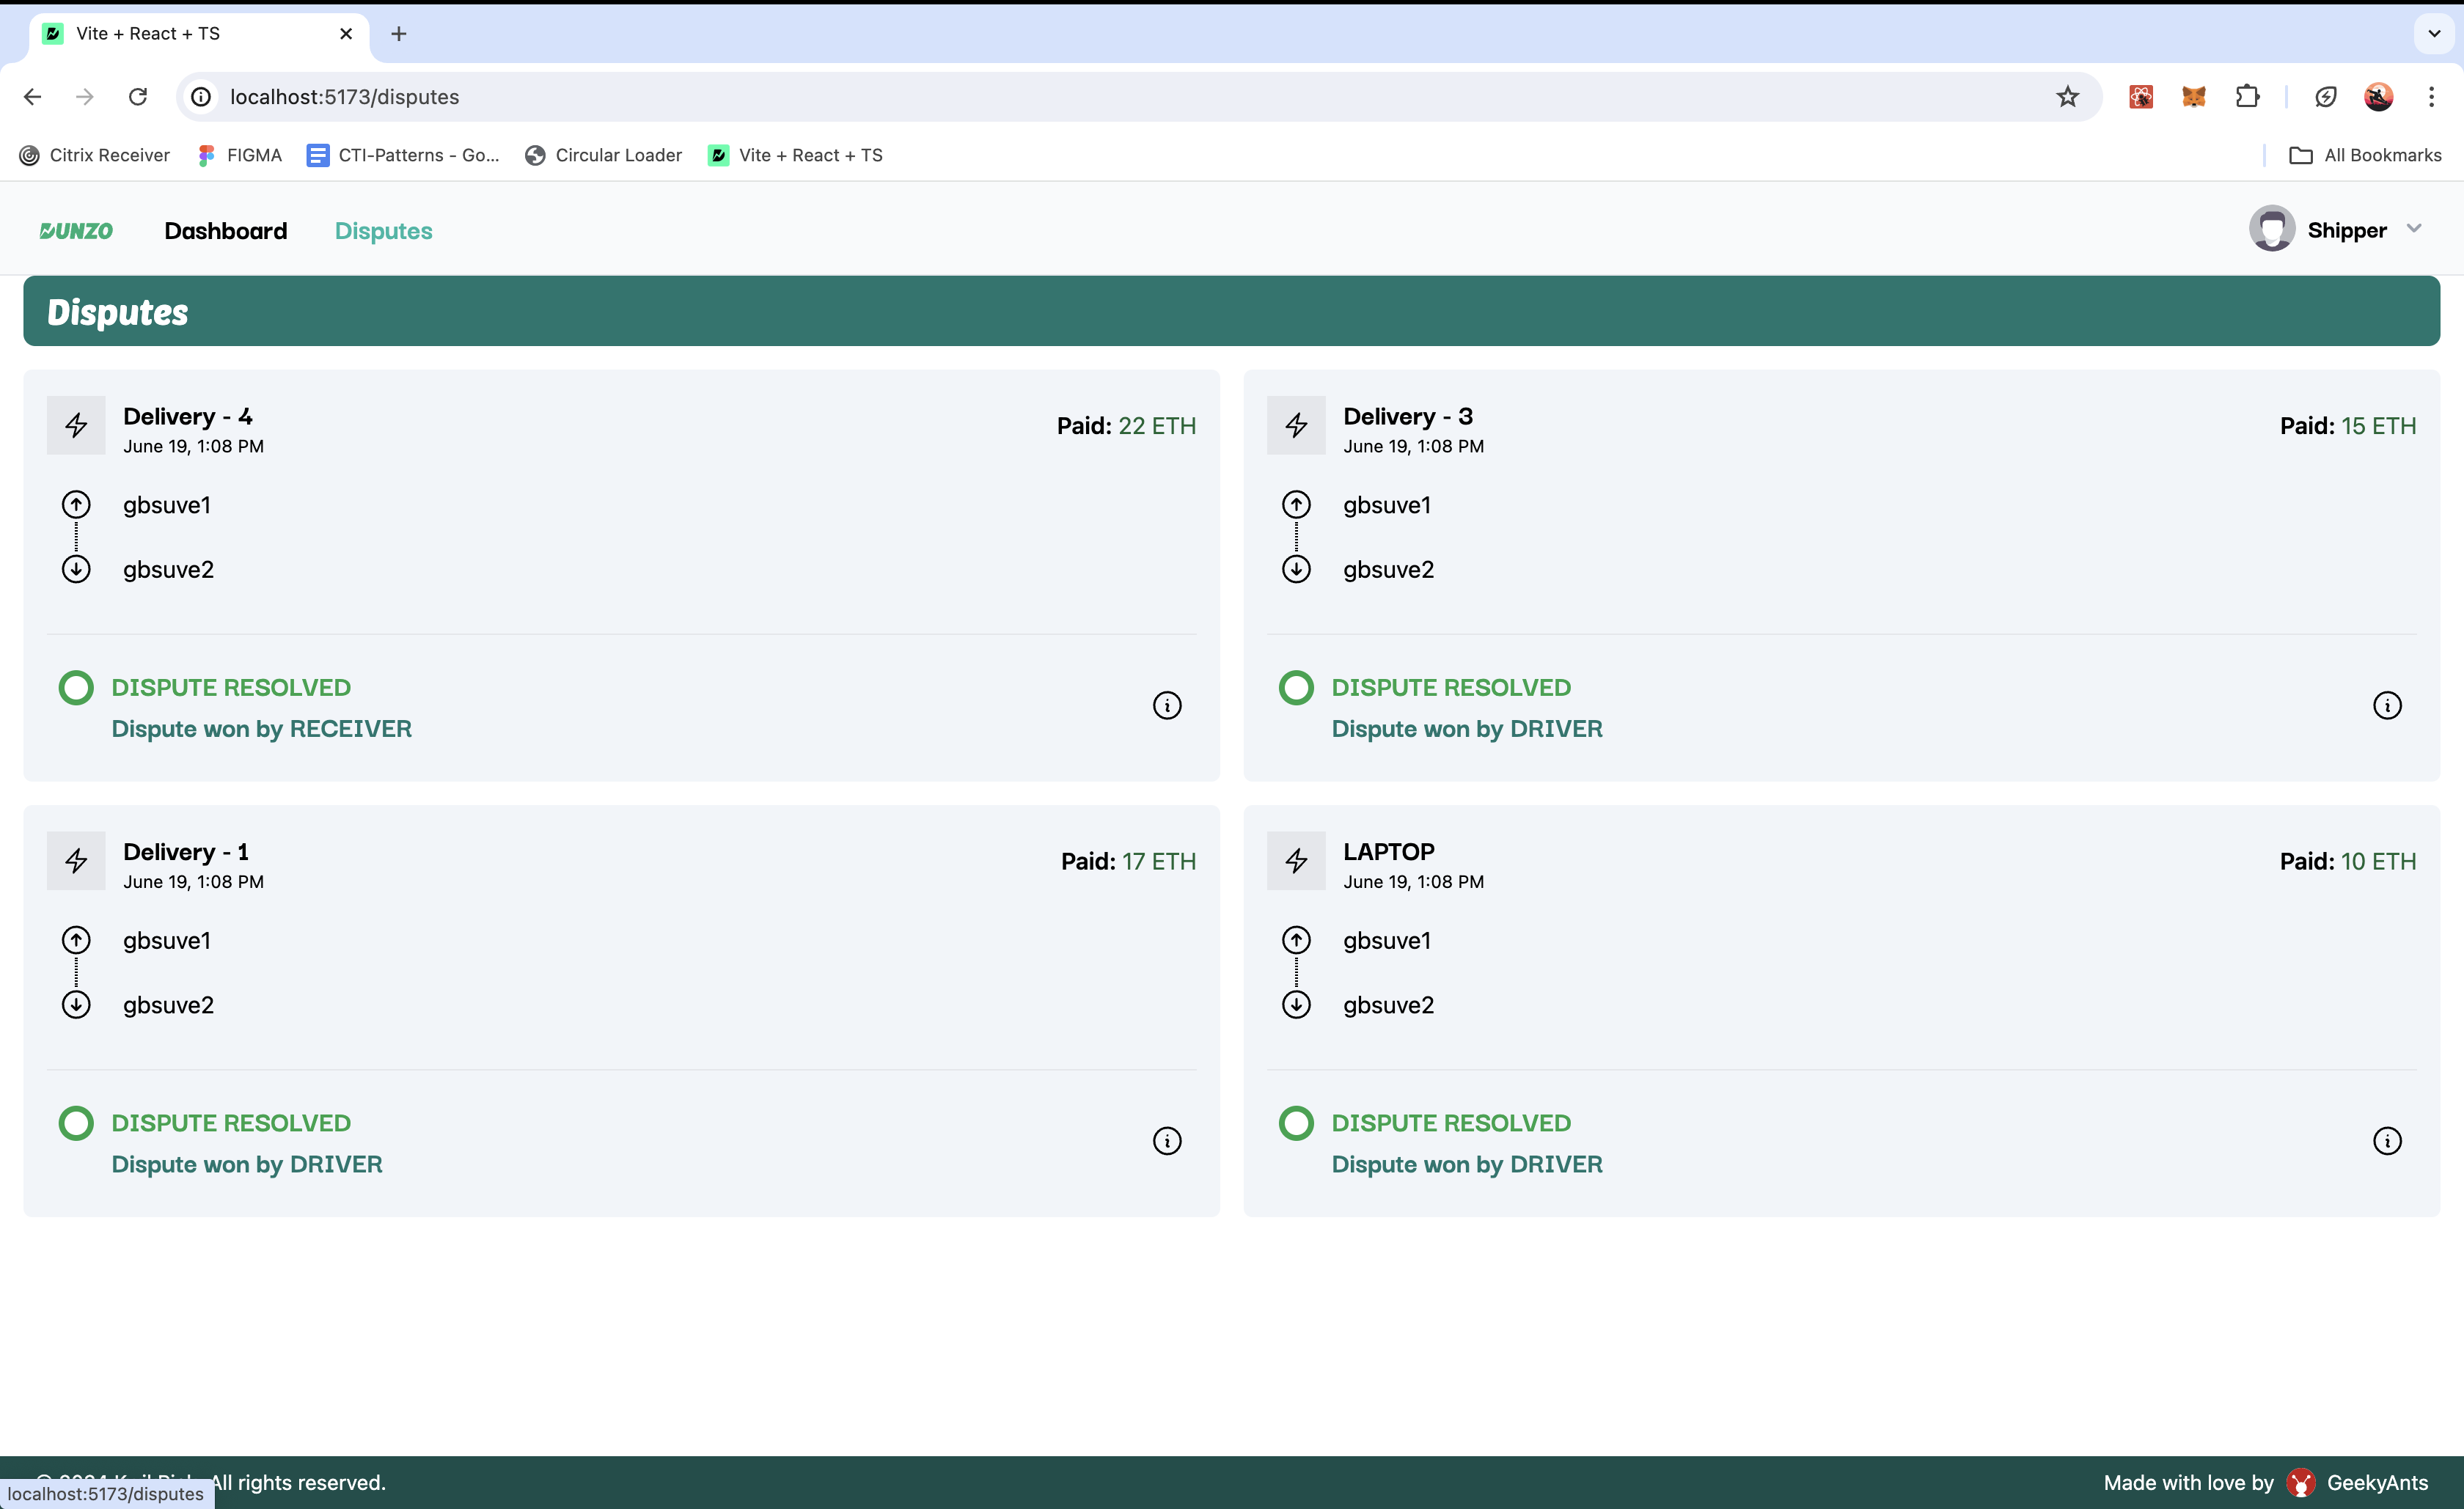 Vite + React + TS
localhost:5173/disputes
Citrix Receiver FIGMA CTI-Patterns - Go... Circular Loader Vite + React + TS All Bookmarks
DUNZO Dashboard Disputes Shipper
Disputes
Delivery - 4
June 19, 1:08 PM
Paid: 22 ETH
gbsuve1
gbsuve2
DISPUTE RESOLVED
Dispute won by RECEIVER
Delivery - 3
June 19, 1:08 PM
Paid: 15 ETH
gbsuve1
gbsuve2
DISPUTE RESOLVED
Dispute won by DRIVER
Delivery - 1
June 19, 1:08 PM
Paid: 17 ETH
gbsuve1
gbsuve2
DISPUTE RESOLVED
Dispute won by DRIVER
LAPTOP
June 19, 1:08 PM
Paid: 10 ETH
gbsuve1
gbsuve2
DISPUTE RESOLVED
Dispute won by DRIVER
© 2024 All rights reserved.
Made with love by GeekyAnts
localhost:5173/disputes